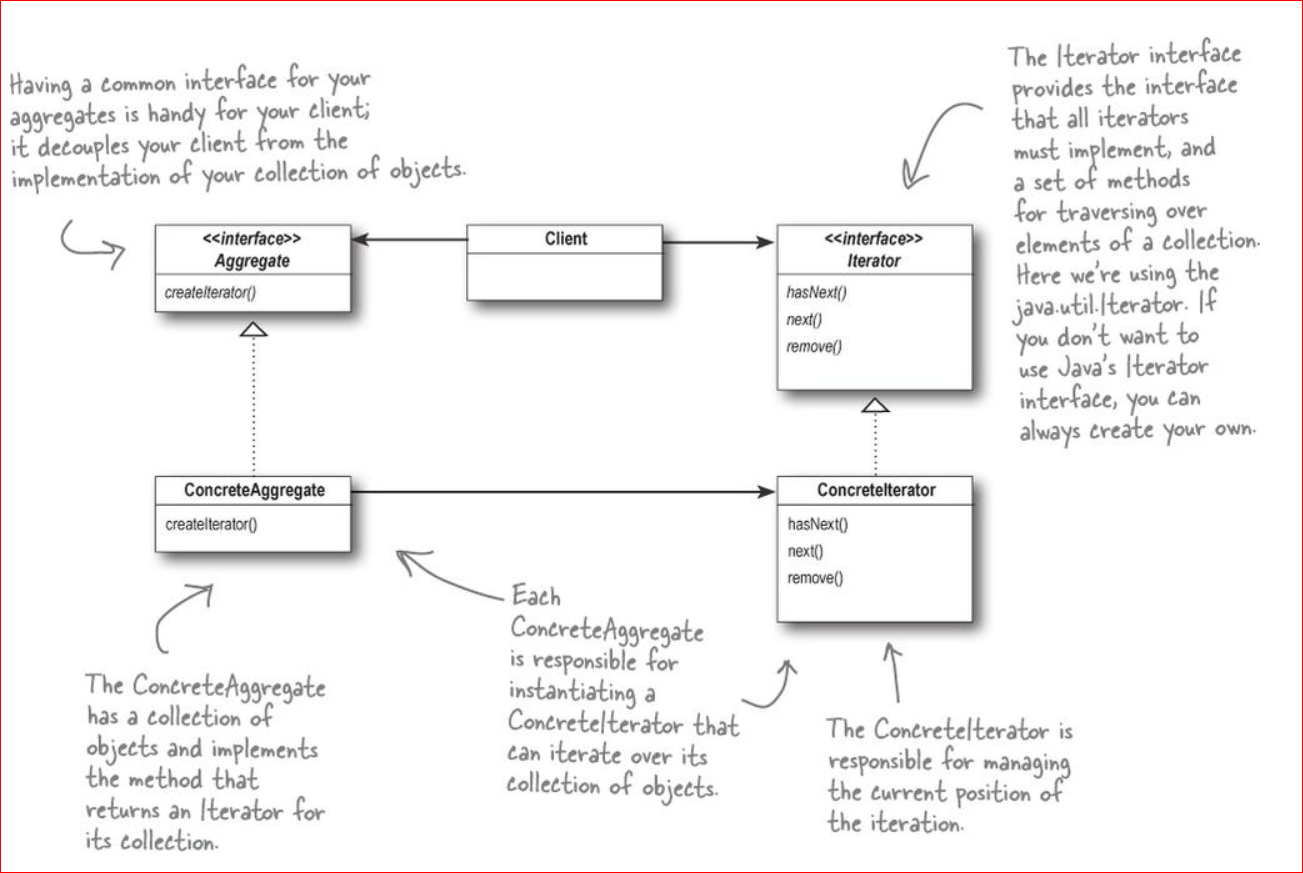 Having a common interface for your
aggregates is handy for your client;
it decouples your client from the
implementation of your collection of objects.
The Iterator interface
provides the interface
that all iterators
must implement, and
a set of methods
for traversing over
elements of a collection.
Here we're using the
java.util.Iterator. If
you don't want to
use Java's Iterator
interface, you can
always create your own.
<<interface>>
Aggregate
createIterator()
Client
<<interface>>
Iterator
hasNext()
next()
remove()
ConcreteAggregate
createIterator()
ConcreteIterator
hasNext()
next()
remove()
The ConcreteAggregate
has a collection of
objects and implements
the method that
returns an Iterator for
its collection.
Each
ConcreteAggregate
is responsible for
instantiating a
ConcreteIterator that
can iterate over its
collection of objects.
The ConcreteIterator is
responsible for managing
the current position of
the iteration.